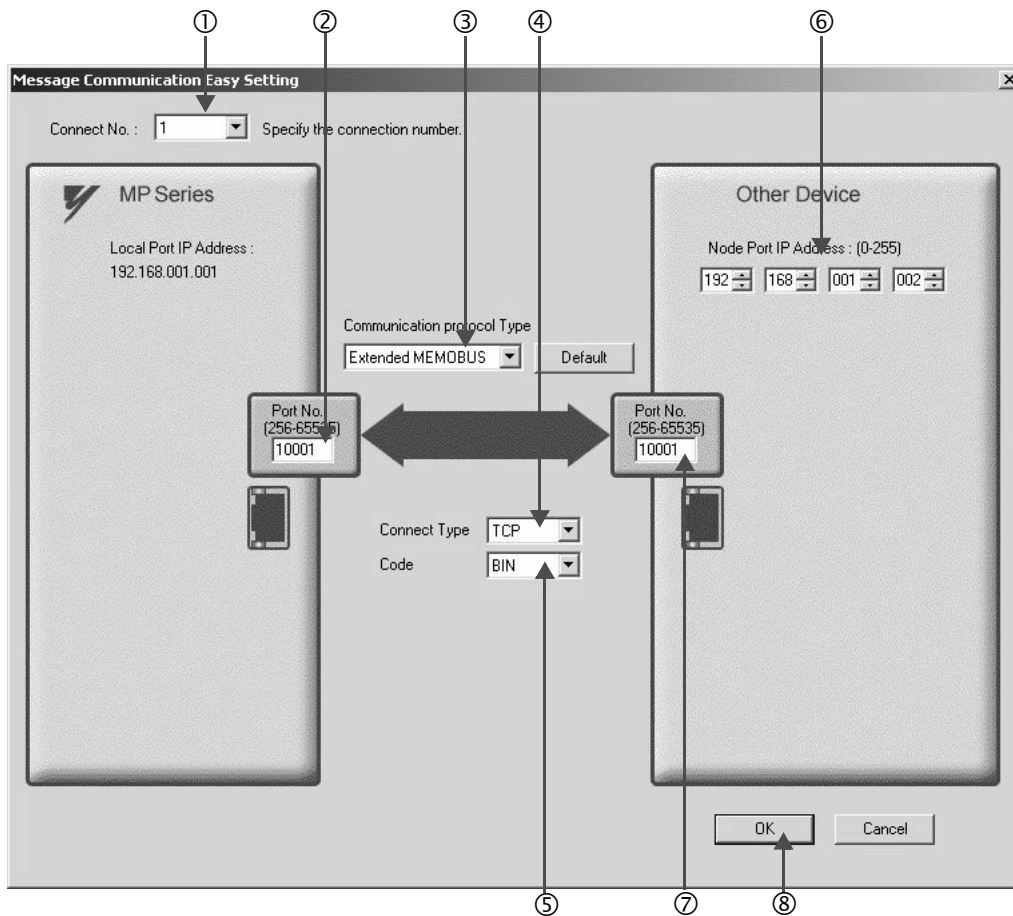 ① ② ③ ④ ⑥
Message Communication Easy Setting
Connect No. : 1 Specify the connection number.
MP Series
Local Port IP Address :
192.168.001.001
Other Device
Node Port IP Address : (0-255)
192 168 001 002
Communication protocol Type
Extended MEMOBUS Default
Port No.
(256-65535)
10001
Port No.
(256-65535)
10001
Connect Type TCP
Code BIN
OK Cancel
⑤ ⑦ ⑧